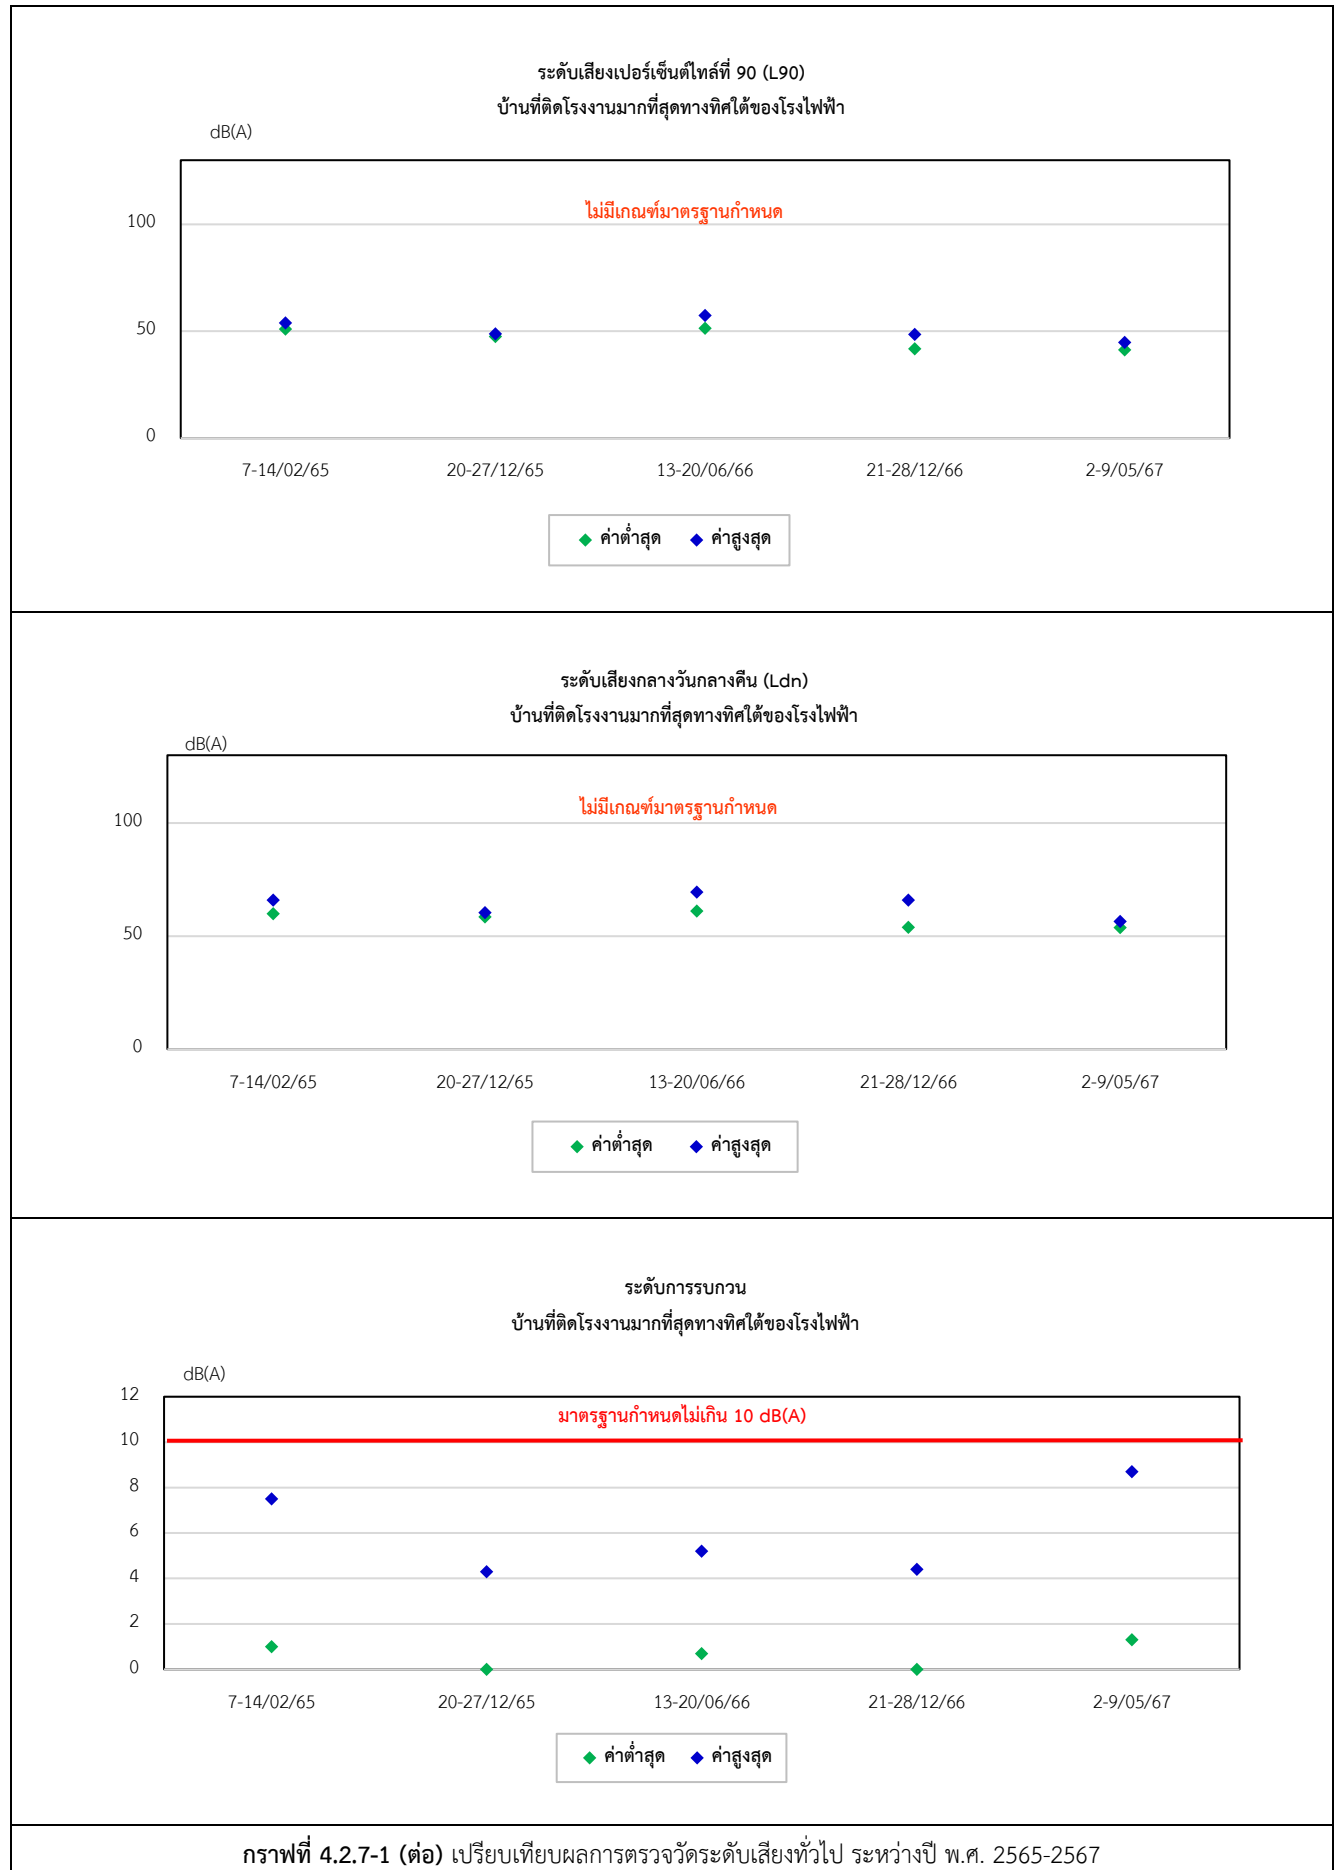 ระดับเสียงเปอร์เซ็นต์ไทล์ที่ 90 (L90)
บ้านที่ติดโรงงานมากที่สุดทางทิศใต้ของโรงไฟฟ้า
dB(A)
ไม่มีเกณฑ์มาตรฐานกำหนด
100
50
0
7-14/02/65 20-27/12/65 13-20/06/66 21-28/12/66 2-9/05/67
ค่าต่ำสุด ค่าสูงสุด
ระดับเสียงกลางวันกลางคืน (Ldn)
บ้านที่ติดโรงงานมากที่สุดทางทิศใต้ของโรงไฟฟ้า
dB(A)
ไม่มีเกณฑ์มาตรฐานกำหนด
100
50
0
7-14/02/65 20-27/12/65 13-20/06/66 21-28/12/66 2-9/05/67
ค่าต่ำสุด ค่าสูงสุด
ระดับการรบกวน
บ้านที่ติดโรงงานมากที่สุดทางทิศใต้ของโรงไฟฟ้า
dB(A)
12
มาตรฐานกำหนดไม่เกิน 10 dB(A)
10
8
6
4
2
0
7-14/02/65 20-27/12/65 13-20/06/66 21-28/12/66 2-9/05/67
ค่าต่ำสุด ค่าสูงสุด
กราฟที่ 4.2.7-1 (ต่อ) เปรียบเทียบผลการตรวจวัดระดับเสียงทั่วไป ระหว่างปี พ.ศ. 2565-2567